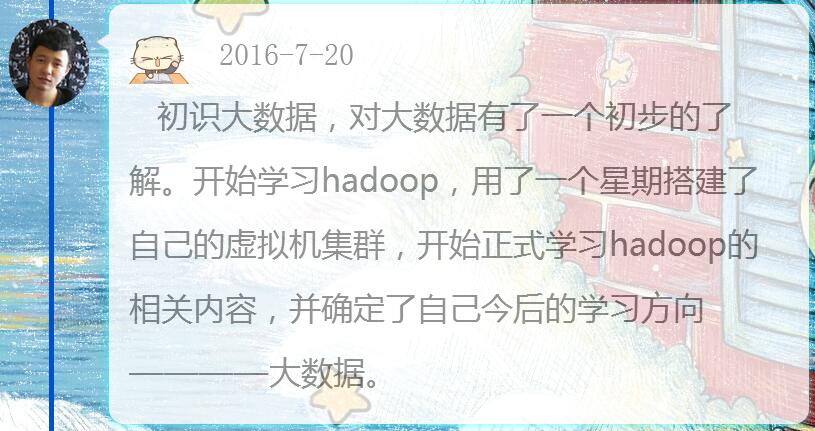 2016-7-20
初识大数据，对大数据有了一个初步的了
解。开始学习hadoop，用了一个星期搭建了
自己的虚拟机集群，开始正式学习hadoop的
相关内容，并确定了自己今后的学习方向
————大数据。